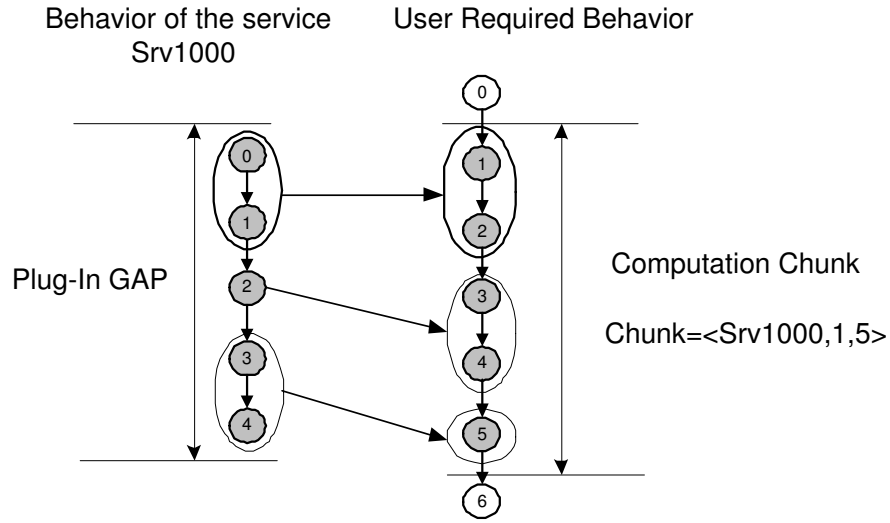 Behavior of the service
Srv1000
User Required Behavior
0
0
1
1
2
Plug-In GAP
2
3
4
3
4
5
6
Computation Chunk
Chunk=<Srv1000,1,5>